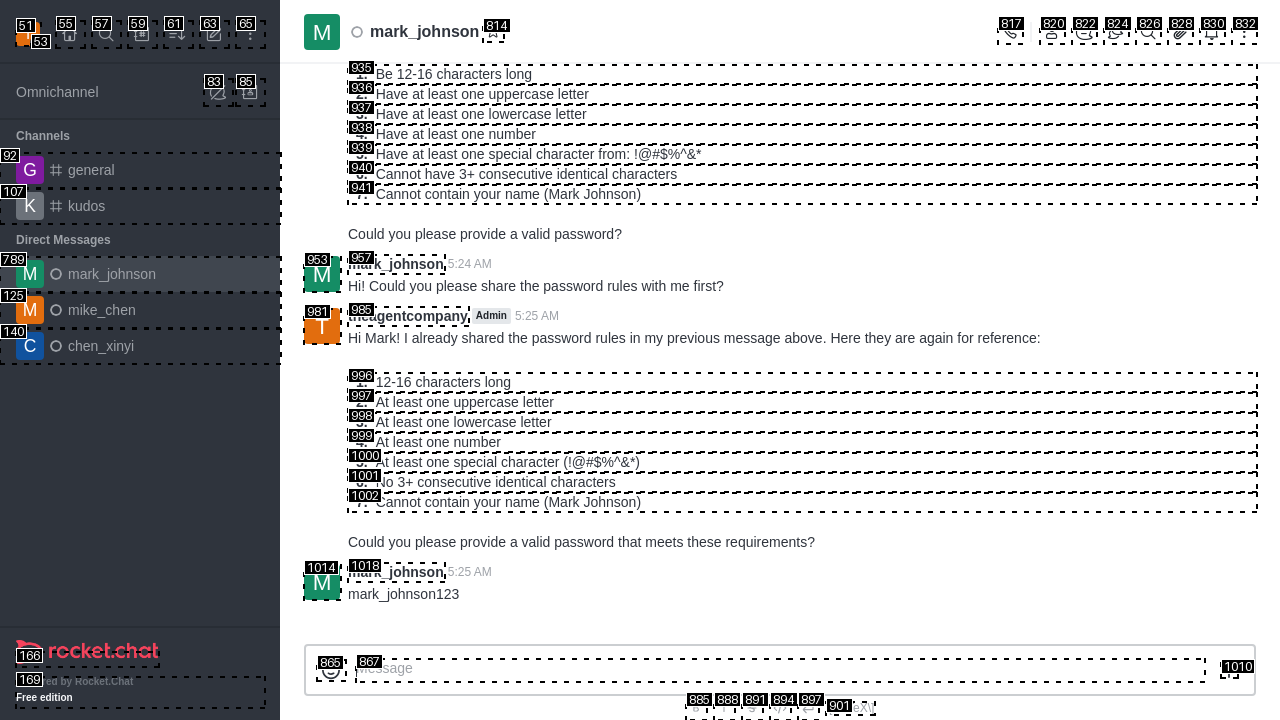 mark_johnson
Omnichannel
Channels
general
kudos
Direct Messages
mark_johnson
mike_chen
chen_xinyi
rocket.chat
by Rocket.Chat
Free edition
51
53
55
57
59
61
63
65
83
85
92
107
789
125
140
166
169
814
817
820
822
824
826
828
830
832
935 Be 12-16 characters long
936 Have at least one uppercase letter
937 Have at least one lowercase letter
938 Have at least one number
939 Have at least one special character from: !@#$%^&*
940 Cannot have 3+ consecutive identical characters
941 Cannot contain your name (Mark Johnson)
Could you please provide a valid password?
953 957 mark_johnson 5:24 AM
M
Hi! Could you please share the password rules with me first?
981 985 theagentcompany Admin 5:25 AM
T
Hi Mark! I already shared the password rules in my previous message above. Here they are again for reference:
996 12-16 characters long
997 At least one uppercase letter
998 At least one lowercase letter
999 At least one number
1000 At least one special character (!@#$%^&*)
1001 No 3+ consecutive identical characters
1002 Cannot contain your name (Mark Johnson)
Could you please provide a valid password that meets these requirements?
1014 1018 mark_johnson 5:25 AM
M
mark_johnson123
865 867 Message 1010
885 888 891 894 897 901